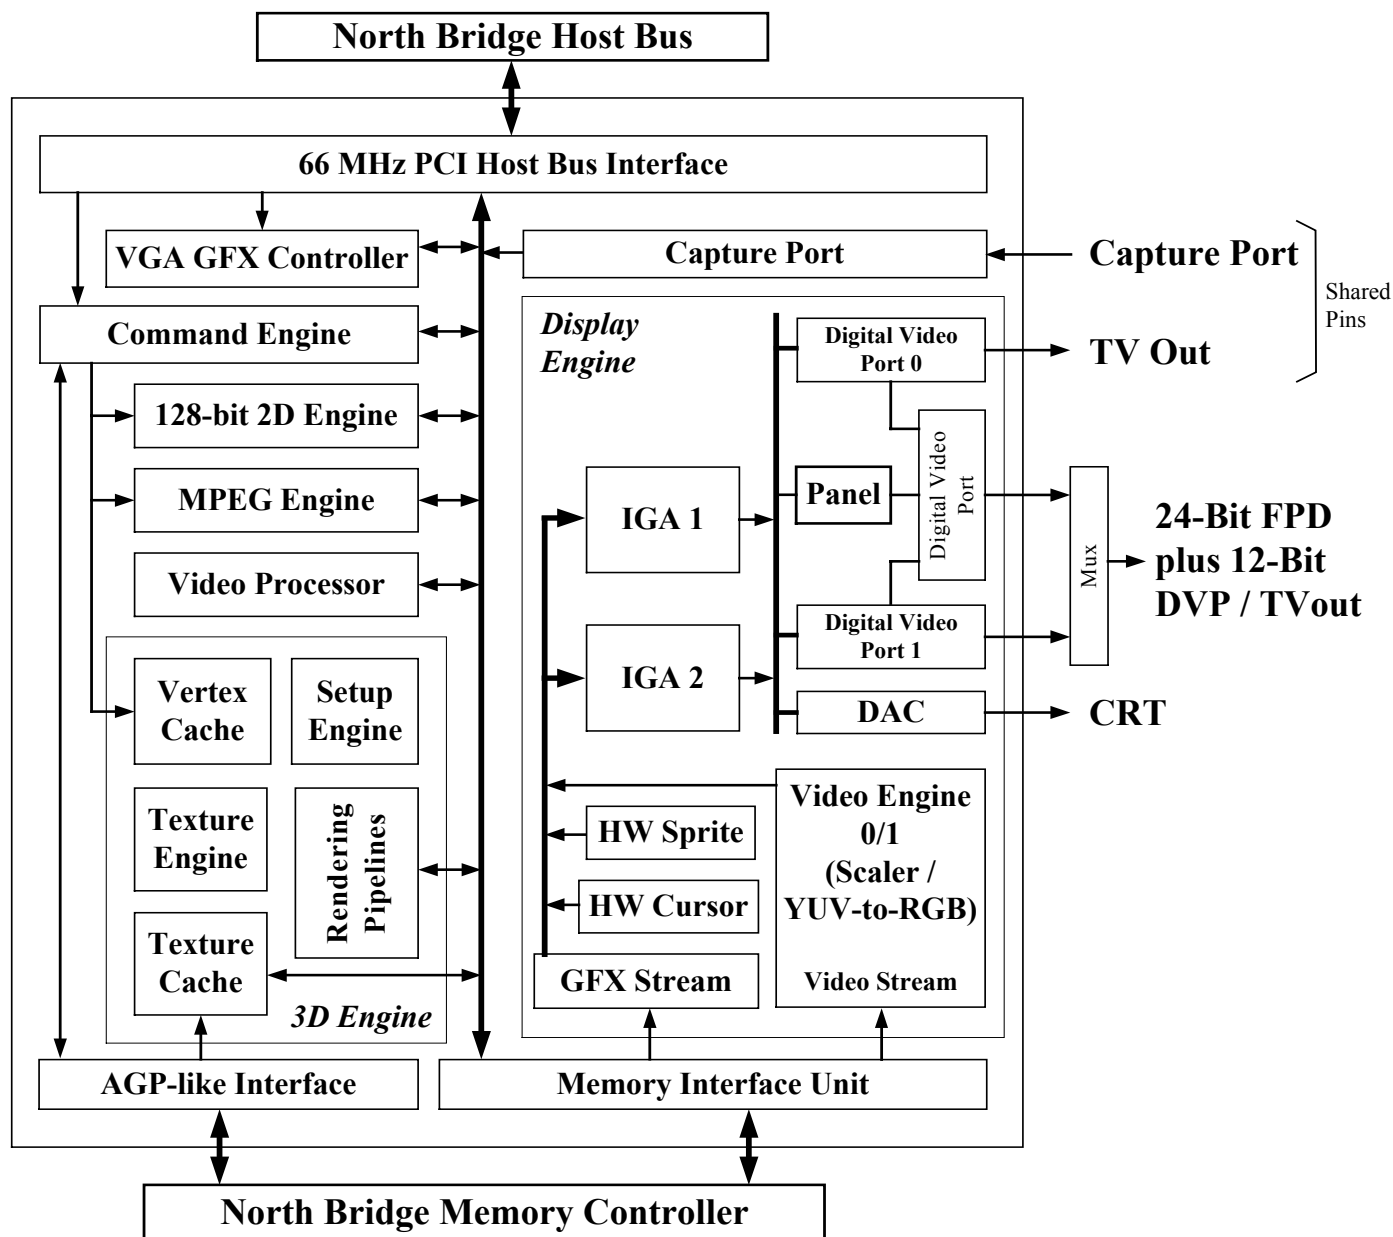 North Bridge Host Bus
66 MHz PCI Host Bus Interface
VGA GFX Controller
Capture Port
Capture Port
Shared
Pins
Command Engine
Display
Engine
Digital Video
Port 0
TV Out
128-bit 2D Engine
MPEG Engine
IGA 1
Panel
Digital Video
Port
Mux
24-Bit FPD
plus 12-Bit
DVP / TVout
Video Processor
Digital Video
Port 1
Vertex
Cache
Setup
Engine
IGA 2
DAC
CRT
Texture
Engine
Rendering
Pipelines
Video Engine
0/1
(Scaler /
YUV-to-RGB)
HW Sprite
HW Cursor
Texture
Cache
GFX Stream
Video Stream
3D Engine
AGP-like Interface
Memory Interface Unit
North Bridge Memory Controller